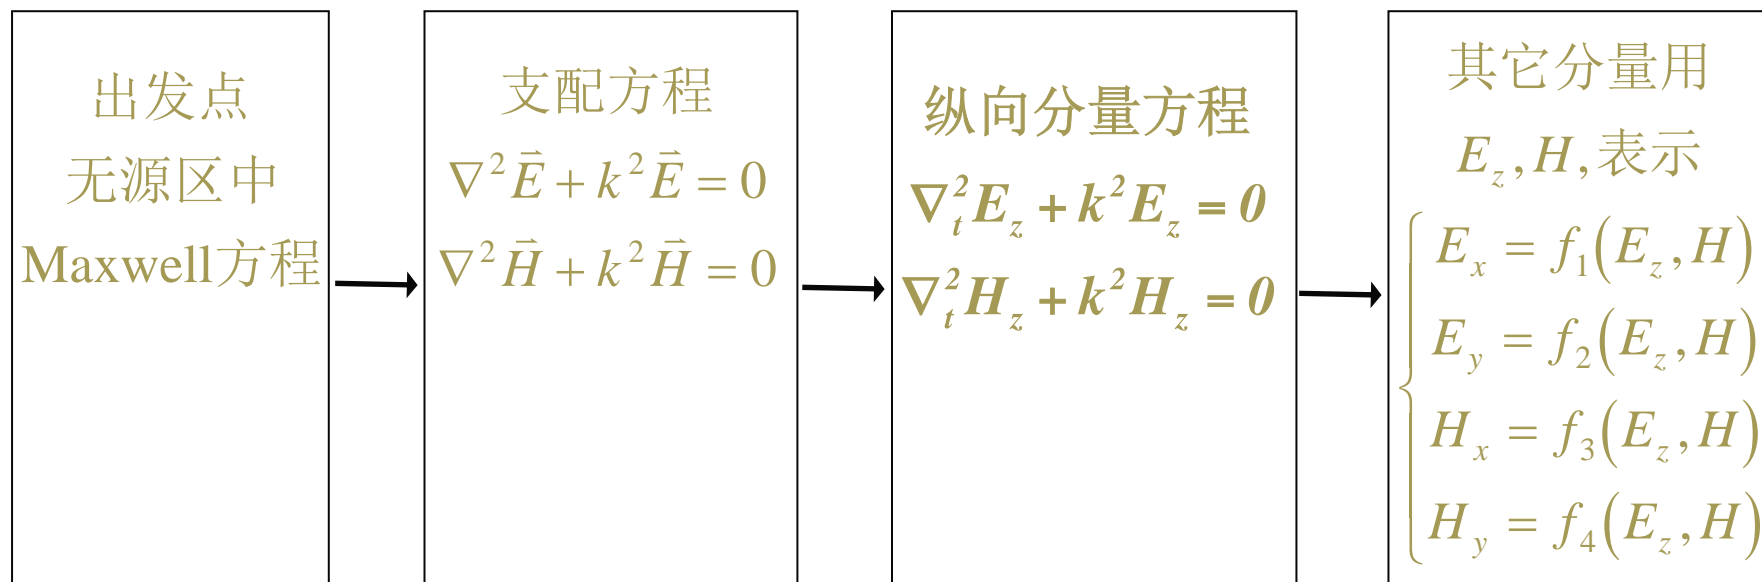 出发点
无源区中
Maxwell方程
支配方程
∇²E⃗ + k²E⃗ = 0
∇²H⃗ + k²H⃗ = 0
纵向分量方程
∇ₜ²E_z + k²E_z = 0
∇ₜ²H_z + k²H_z = 0
其它分量用
E_z, H, 表示
E_x = f₁(E_z, H)
E_y = f₂(E_z, H)
H_x = f₃(E_z, H)
H_y = f₄(E_z, H)